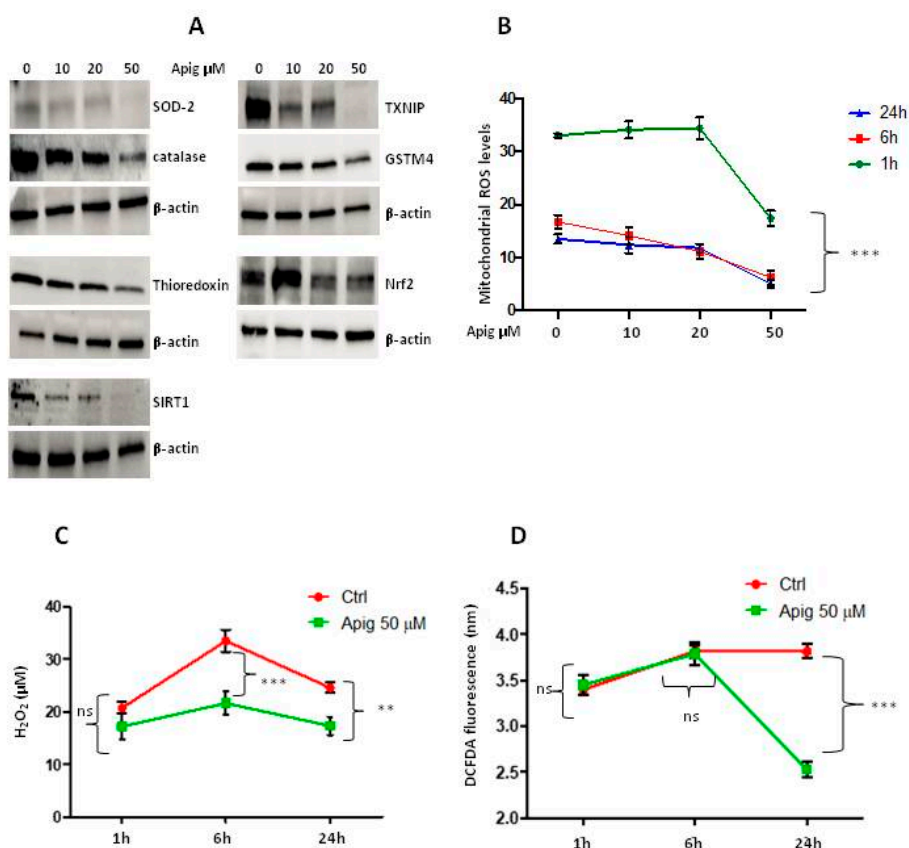 A
0 10 20 50 Apig μM 0 10 20 50
SOD-2
TXNIP
catalase
GSTM4
β-actin
β-actin
Thioredoxin
Nrf2
β-actin
β-actin
SIRT1
β-actin
B
Mitochondrial ROS levels
40
30
20
10
0
24h
6h
1h
***
Apig μM 0 10 20 50
C
H₂O₂ (μM)
40
30
20
10
0
Ctrl
Apig 50 μM
ns
***
**
1h 6h 24h
D
DCFDA fluorescence (nm)
4.5
4.0
3.5
3.0
2.5
2.0
Ctrl
Apig 50 μM
ns
ns
***
1h 6h 24h